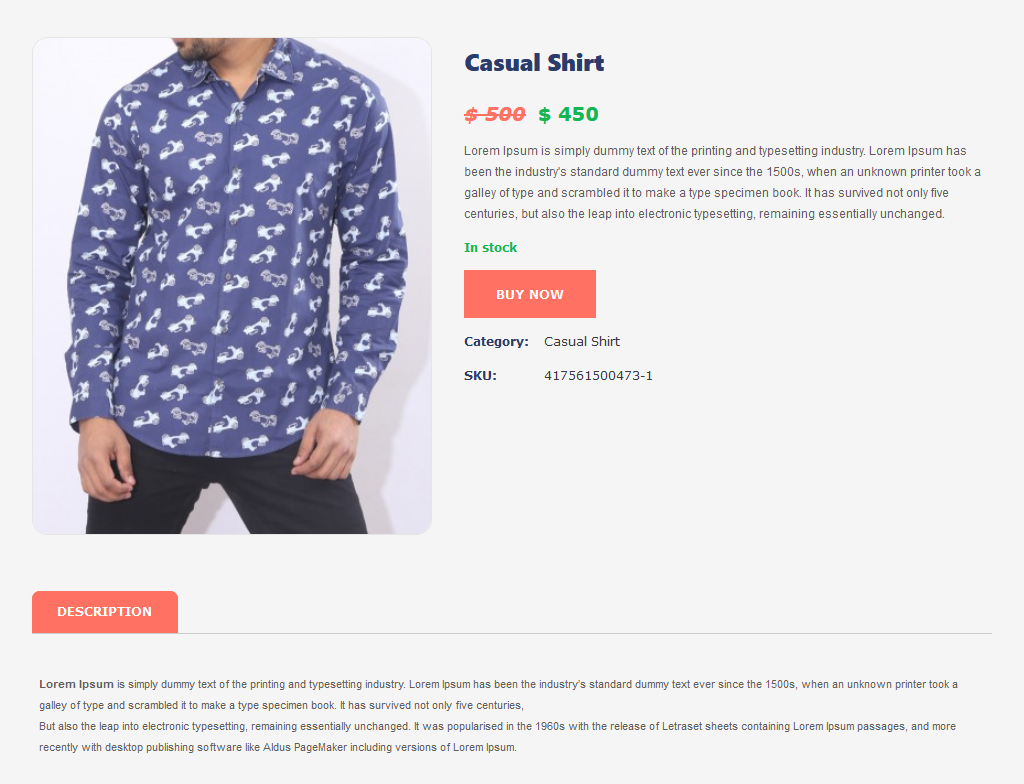 Casual Shirt
$ 500 $ 450
Lorem Ipsum is simply dummy text of the printing and typesetting industry. Lorem Ipsum has
been the industry's standard dummy text ever since the 1500s, when an unknown printer took a
galley of type and scrambled it to make a type specimen book. It has survived not only five
centuries, but also the leap into electronic typesetting, remaining essentially unchanged.
In stock
BUY NOW
Category: Casual Shirt
SKU: 417561500473-1
DESCRIPTION
Lorem Ipsum is simply dummy text of the printing and typesetting industry. Lorem Ipsum has been the industry's standard dummy text ever since the 1500s, when an unknown printer took a
galley of type and scrambled it to make a type specimen book. It has survived not only five centuries,
But also the leap into electronic typesetting, remaining essentially unchanged. It was popularised in the 1960s with the release of Letraset sheets containing Lorem Ipsum passages, and more
recently with desktop publishing software like Aldus PageMaker including versions of Lorem Ipsum.